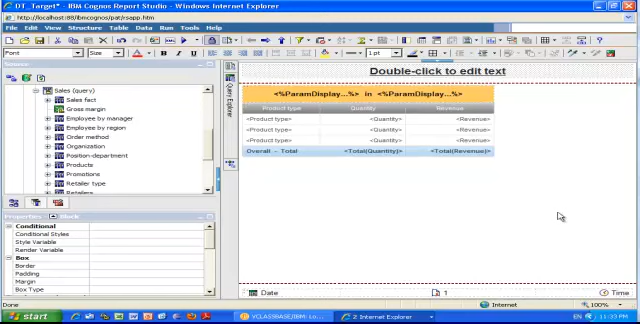 DT_Target* - IBM Cognos Report Studio - Windows Internet Explorer
http://localhost:88/ibmcognos/pat/rsapp.htm
File Edit View Structure Table Data Run Tools Help
Font Size 1 pt
Source
Double-click to edit text
Sales (query)
Sales fact
Gross margin
Employee by manager
Employee by region
Order method
Organization
Position-department
Products
Promotions
Retailer type
Retailers
Query Explorer
<%ParamDisplay...%> in <%ParamDisplay...%>
Product type Quantity Revenue
<Product type> <Quantity> <Revenue>
<Product type> <Quantity> <Revenue>
<Product type> <Quantity> <Revenue>
Overall - Total <Total(Quantity)> <Total(Revenue)>
Properties - Block
Conditional
Conditional Styles
Style Variable
Render Variable
Box
Border
Padding
Margin
Box Type
Date 1 Time
Done Internet 100%
start VCLASSBASE/IBM- Lo... 2 Internet Explorer EN 11:33 PM